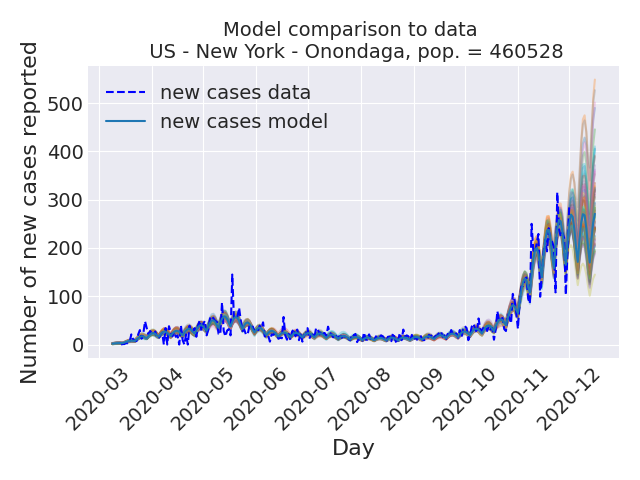 Model comparison to data
US - New York - Onondaga, pop. = 460528
Number of new cases reported
500
400
300
200
100
0
new cases data
new cases model
2020-03
2020-04
2020-05
2020-06
2020-07
2020-08
2020-09
2020-10
2020-11
2020-12
Day